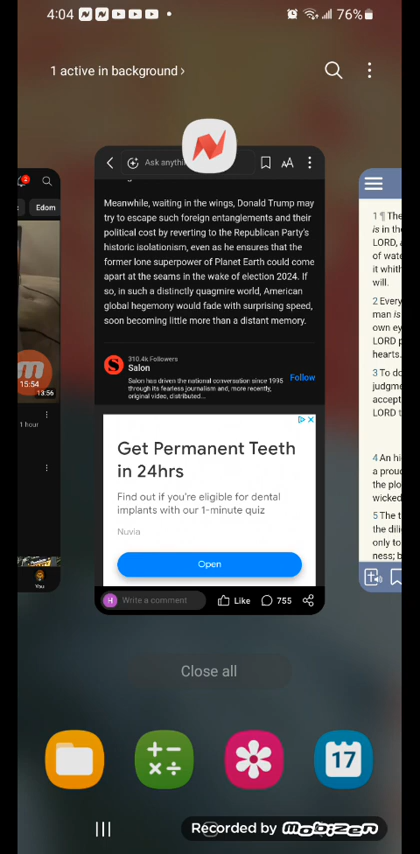 4:04
76%
1 active in background >
Ask anythin
Meanwhile, waiting in the wings, Donald Trump may
try to escape such foreign entanglements and their
political cost by reverting to the Republican Party's
historic isolationism, even as he ensures that the
former lone superpower of Planet Earth could come
apart at the seams in the wake of election 2024. If
so, in such a distinctly quagmire world, American
global hegemony would fade with surprising speed,
soon becoming little more than a distant memory.
310.4k Followers
Salon
Salon has driven the national conversation since 1995
through its fearless journalism and, more recently,
original video, distributed...
Follow
Get Permanent Teeth
in 24hrs
Find out if you're eligible for dental
implants with our 1-minute quiz
Nuvia
Open
H
Write a comment
Like
755
Edom
15:54
13:56
1 hour
You
1 ¶ The
is in the
LORD, a
of wate
it whith
will.
2 Every
man is
own ey
LORD p
hearts.
3 To do
judgm
accept
LORD t
4 An hi
a prou
the plo
wicked
5 The t
the dili
only to
ness; b
Close all
17
Recorded by mobizen